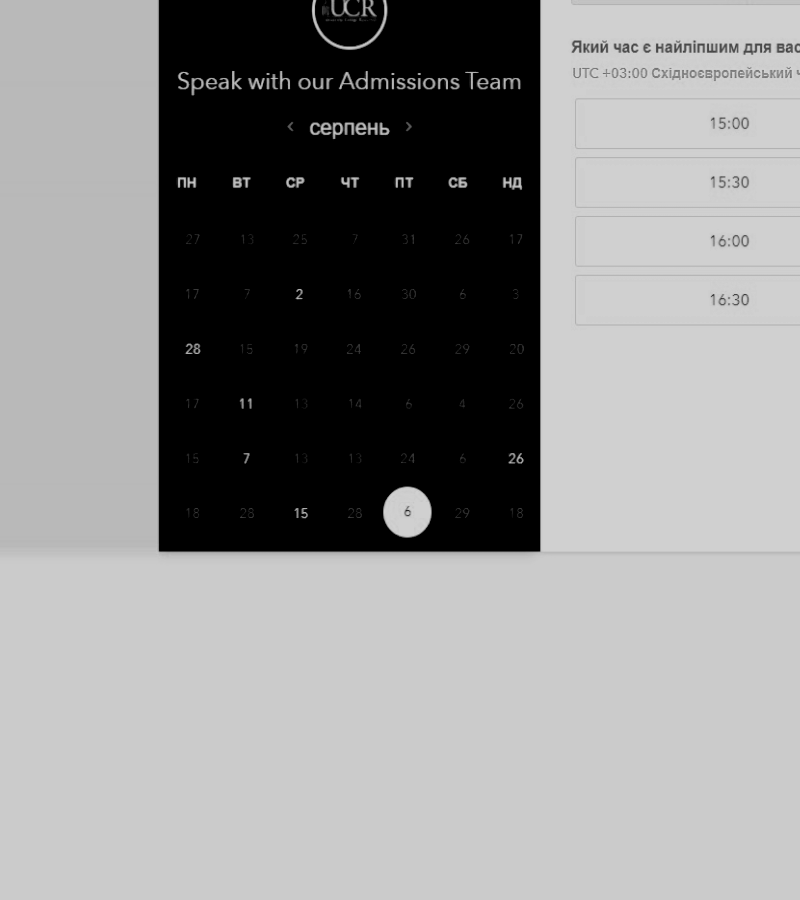 UCR
Speak with our Admissions Team
< серпень >
ПН ВТ СР ЧТ ПТ СБ НД
27 13 25 7 31 26 17
17 7 2 16 30 6 3
28 15 19 24 26 29 20
17 11 13 14 6 4 26
15 7 13 13 24 6 26
18 28 15 28 6 29 18
Який час є найліпшим для вас
UTC +03:00 Східноєвропейський ч
15:00
15:30
16:00
16:30